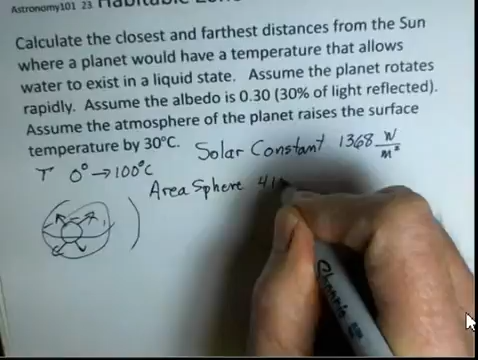 Astronomy101 23
Calculate the closest and farthest distances from the Sun
where a planet would have a temperature that allows
water to exist in a liquid state. Assume the planet rotates
rapidly. Assume the albedo is 0.30 (30% of light reflected).
Assume the atmosphere of the planet raises the surface
temperature by 30°C. Solar Constant 1368 W/m²
T 0° → 100°C
Area Sphere 4π